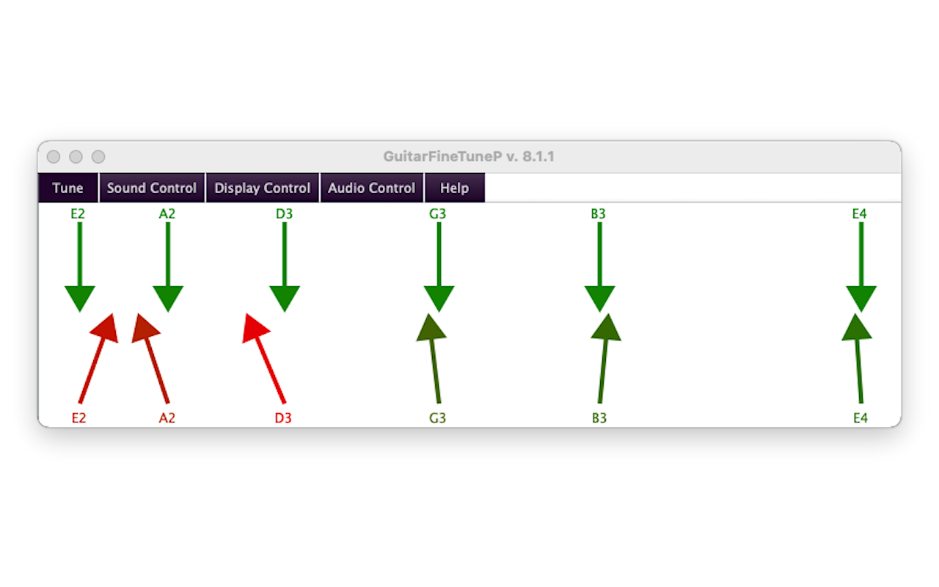 GuitarFineTuneP v. 8.1.1
Tune Sound Control Display Control Audio Control Help
E2 A2 D3 G3 B3 E4
E2 A2 D3 G3 B3 E4